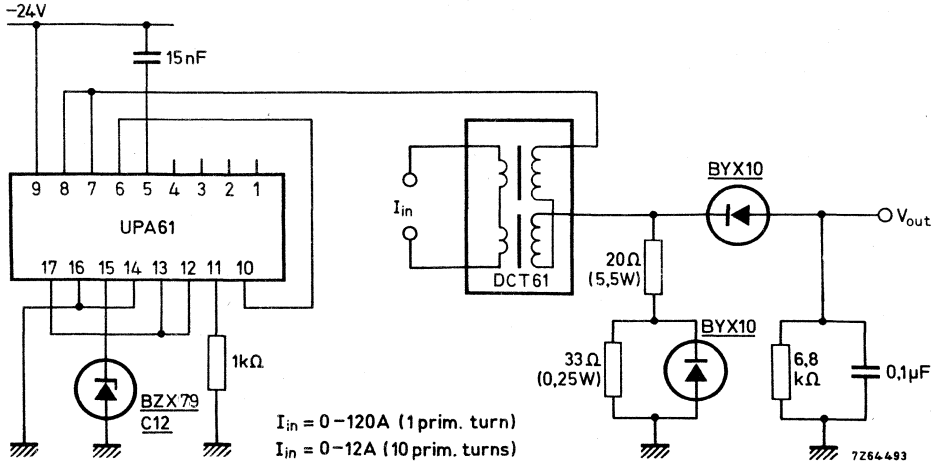 −24V
15nF
9 8 7 6 5 4 3 2 1
UPA61
17 16 15 14 13 12 11 10
BZX79
C12
1kΩ
I_in
DCT61
BYX10
V_out
20Ω
(5,5W)
BYX10
33Ω
(0,25W)
6,8
kΩ
0,1µF
I_in = 0–120A (1 prim. turn)
I_in = 0–12A (10 prim. turns)
7Z64493